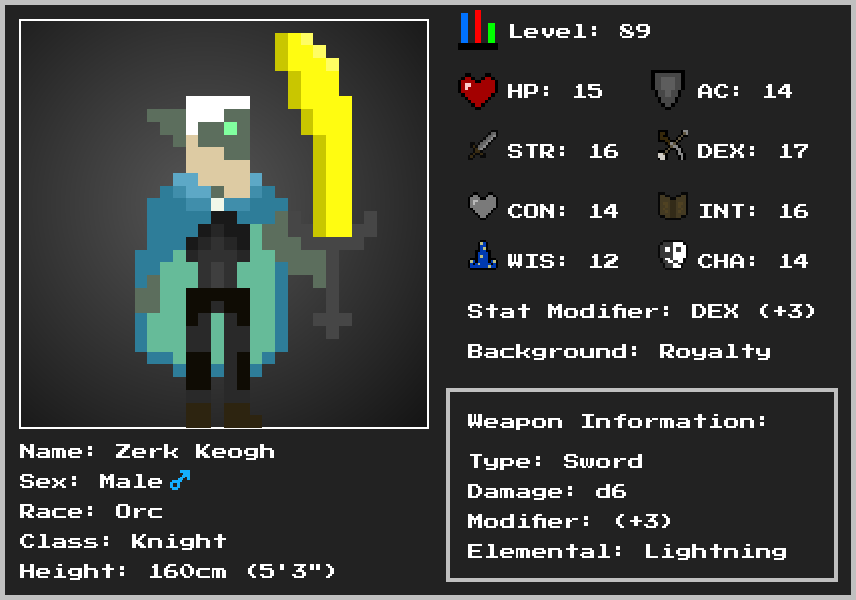 Level: 89
HP: 15 AC: 14
STR: 16 DEX: 17
CON: 14 INT: 16
WIS: 12 CHA: 14
Stat Modifier: DEX (+3)
Background: Royalty
Weapon Information:
Type: Sword
Damage: d6
Modifier: (+3)
Elemental: Lightning
Name: Zerk Keogh
Sex: Male ♂
Race: Orc
Class: Knight
Height: 160cm (5'3")